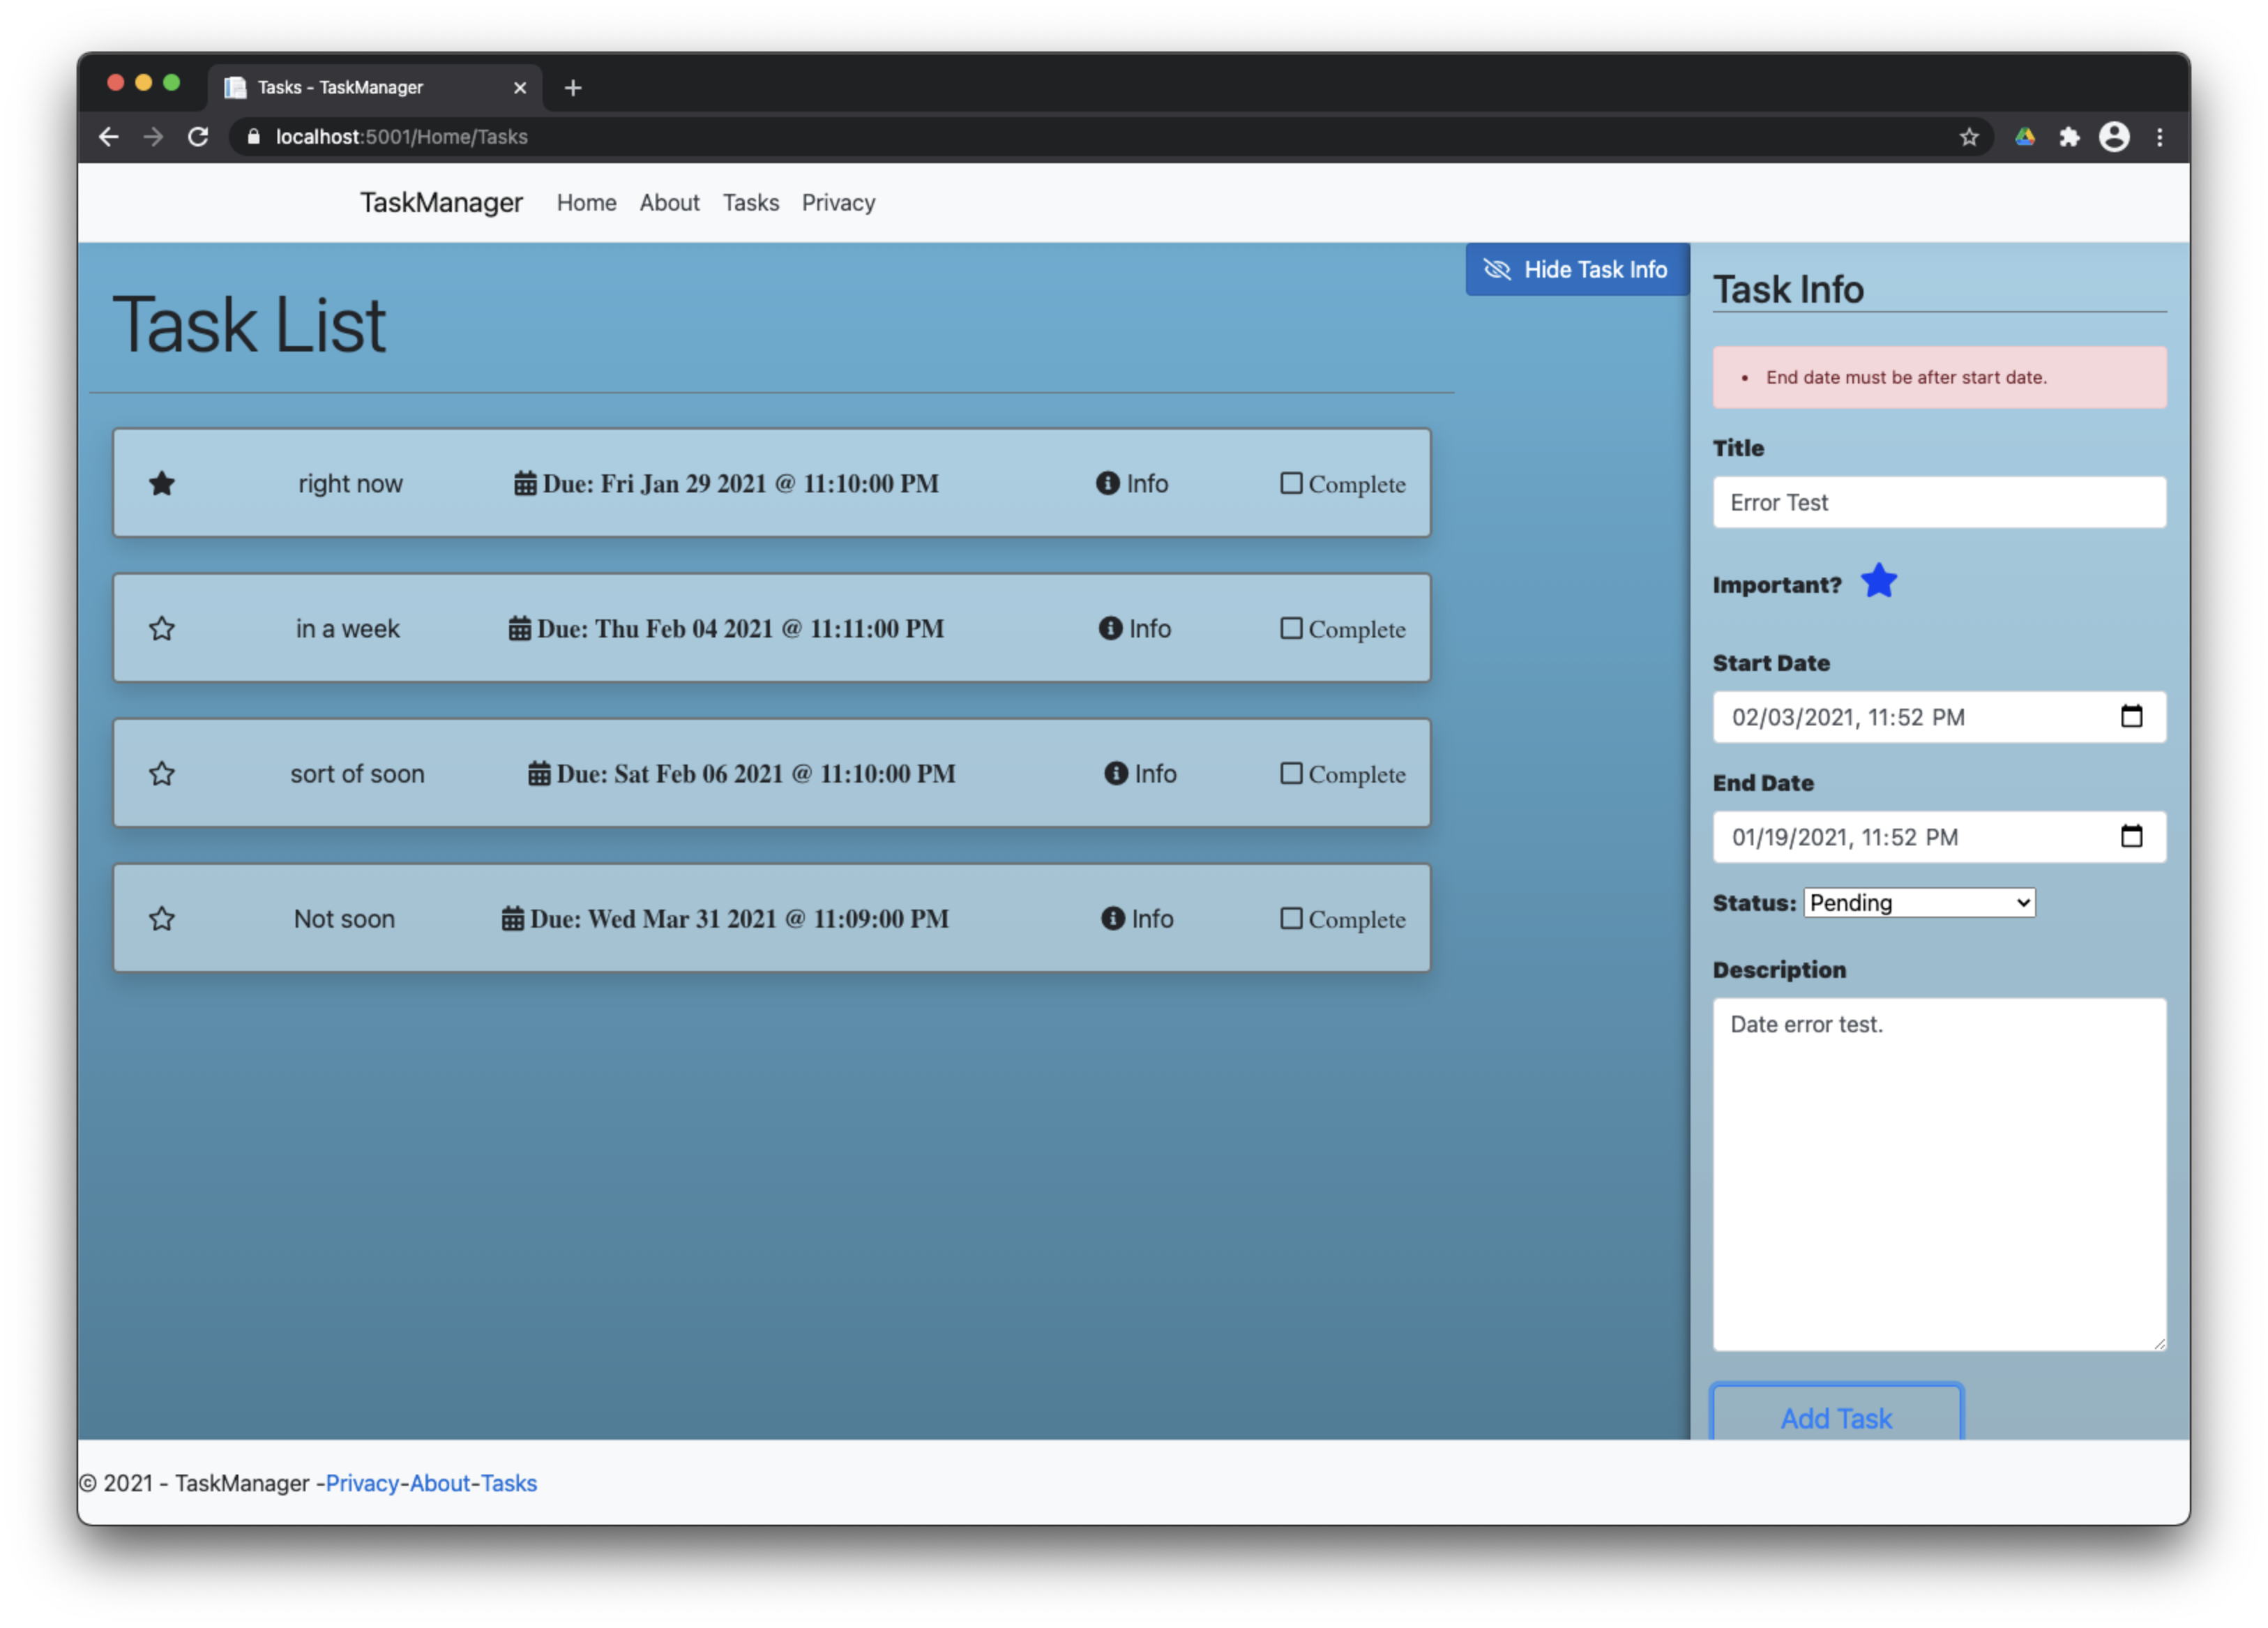 Tasks - TaskManager
localhost:5001/Home/Tasks
TaskManager Home About Tasks Privacy
Task List
right now Due: Fri Jan 29 2021 @ 11:10:00 PM Info Complete
in a week Due: Thu Feb 04 2021 @ 11:11:00 PM Info Complete
sort of soon Due: Sat Feb 06 2021 @ 11:10:00 PM Info Complete
Not soon Due: Wed Mar 31 2021 @ 11:09:00 PM Info Complete
Hide Task Info
Task Info
• End date must be after start date.
Title
Error Test
Important?
Start Date
02/03/2021, 11:52 PM
End Date
01/19/2021, 11:52 PM
Status: Pending
Description
Date error test.
Add Task
© 2021 - TaskManager -Privacy-About-Tasks